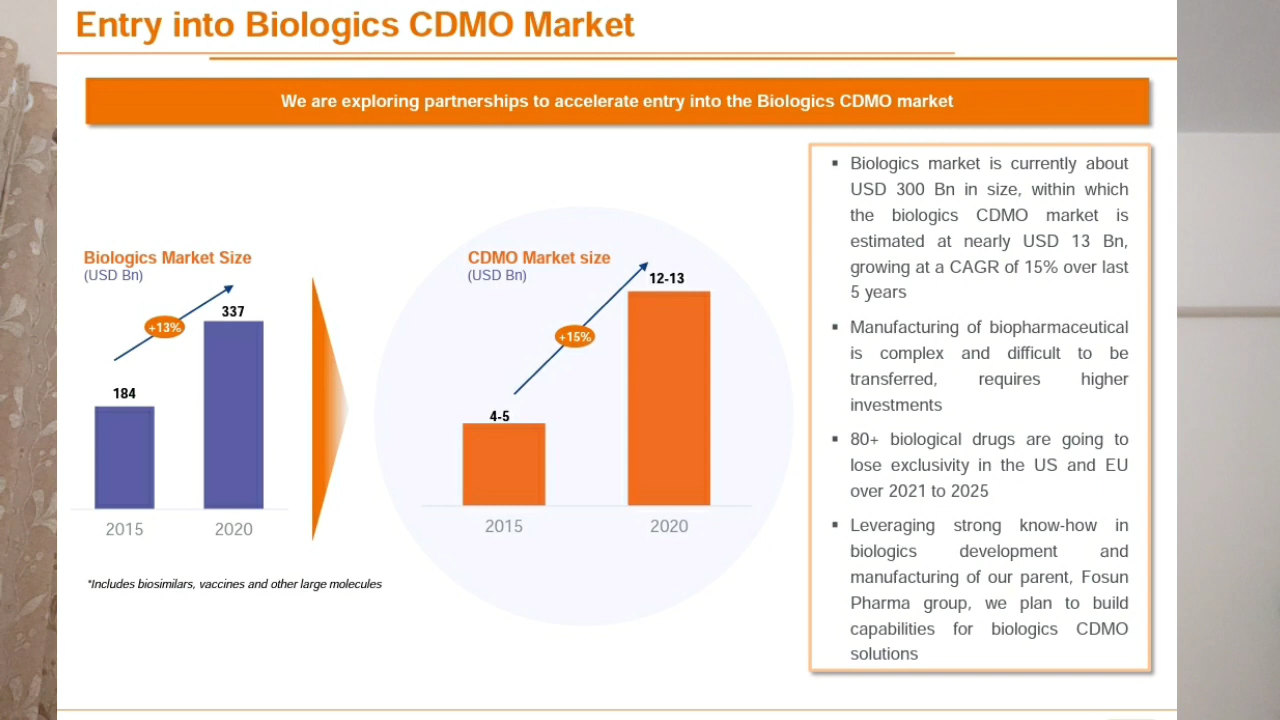 Entry into Biologics CDMO Market
We are exploring partnerships to accelerate entry into the Biologics CDMO market
Biologics Market Size
(USD Bn)
+13%
184
337
2015
2020
*Includes biosimilars, vaccines and other large molecules
CDMO Market size
(USD Bn)
+15%
4-5
12-13
2015
2020
▪ Biologics market is currently about
USD 300 Bn in size, within which
the biologics CDMO market is
estimated at nearly USD 13 Bn,
growing at a CAGR of 15% over last
5 years
▪ Manufacturing of biopharmaceutical
is complex and difficult to be
transferred, requires higher
investments
▪ 80+ biological drugs are going to
lose exclusivity in the US and EU
over 2021 to 2025
▪ Leveraging strong know-how in
biologics development and
manufacturing of our parent, Fosun
Pharma group, we plan to build
capabilities for biologics CDMO
solutions